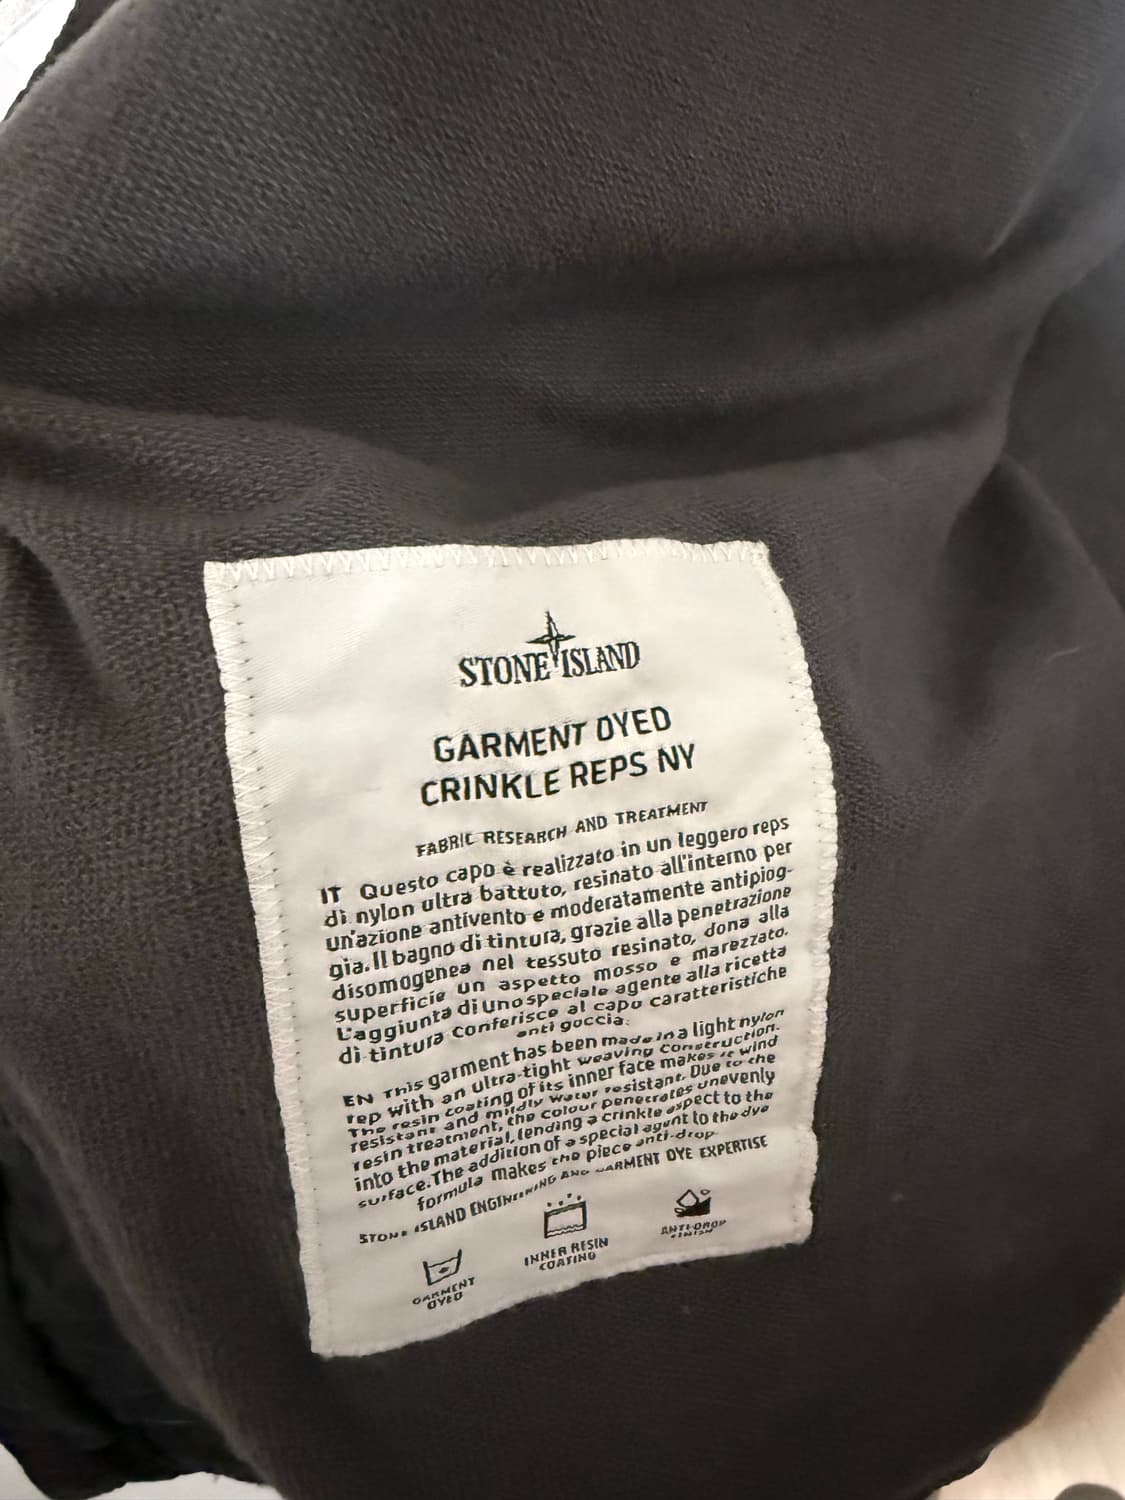 STONE ISLAND
GARMENT DYED
CRINKLE REPS NY
FABRIC RESEARCH AND TREATMENT
IT Questo capo è realizzato in un leggero reps
di nylon ultra battuto, resinato all'interno per
un'azione antivento e moderatamente antipiog-
gia. Il bagno di tintura, grazie alla penetrazione
disomogenea nel tessuto resinato, dona alla
superficie un aspetto mosso e marezzato.
L'aggiunta di uno speciale agente alla ricetta
di tintura conferisce al capo caratteristiche
anti goccia.
EN This garment has been made in a light nylon
rep with an ultra-tight weaving construction.
The resin coating of its inner face makes it wind
resistant and mildly water resistant. Due to the
resin treatment, the colour penetrates unevenly
into the material, lending a crinkle aspect to the
surface. The addition of a special agent to the dye
formula makes the piece anti-drop.
STONE ISLAND ENGINEERING AND GARMENT DYE EXPERTISE
GARMENT
DYED
INNER RESIN
COATING
ANTI-DROP
FINISH